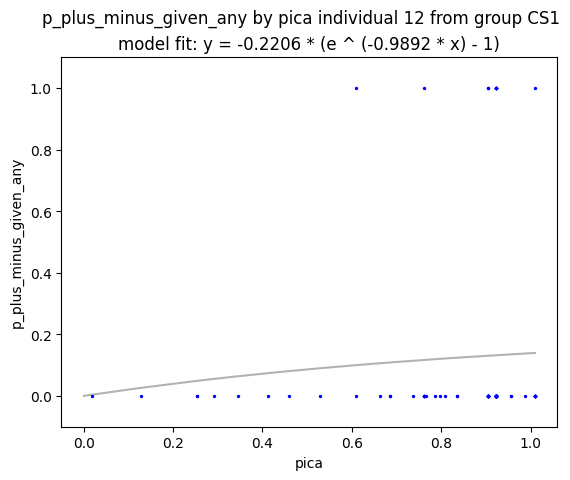 p_plus_minus_given_any by pica individual 12 from group CS1
model fit: y = -0.2206 * (e ^ (-0.9892 * x) - 1)
1.0
0.8
0.6
0.4
0.2
0.0
p_plus_minus_given_any
0.0 0.2 0.4 0.6 0.8 1.0
pica